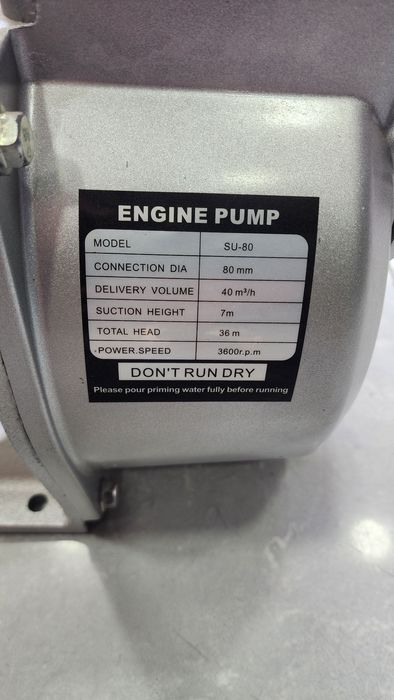 ENGINE PUMP
MODEL SU-80
CONNECTION DIA 80 mm
DELIVERY VOLUME 40 m³/h
SUCTION HEIGHT 7m
TOTAL HEAD 36 m
POWER.SPEED 3600r.p.m
DON'T RUN DRY
Please pour priming water fully before running